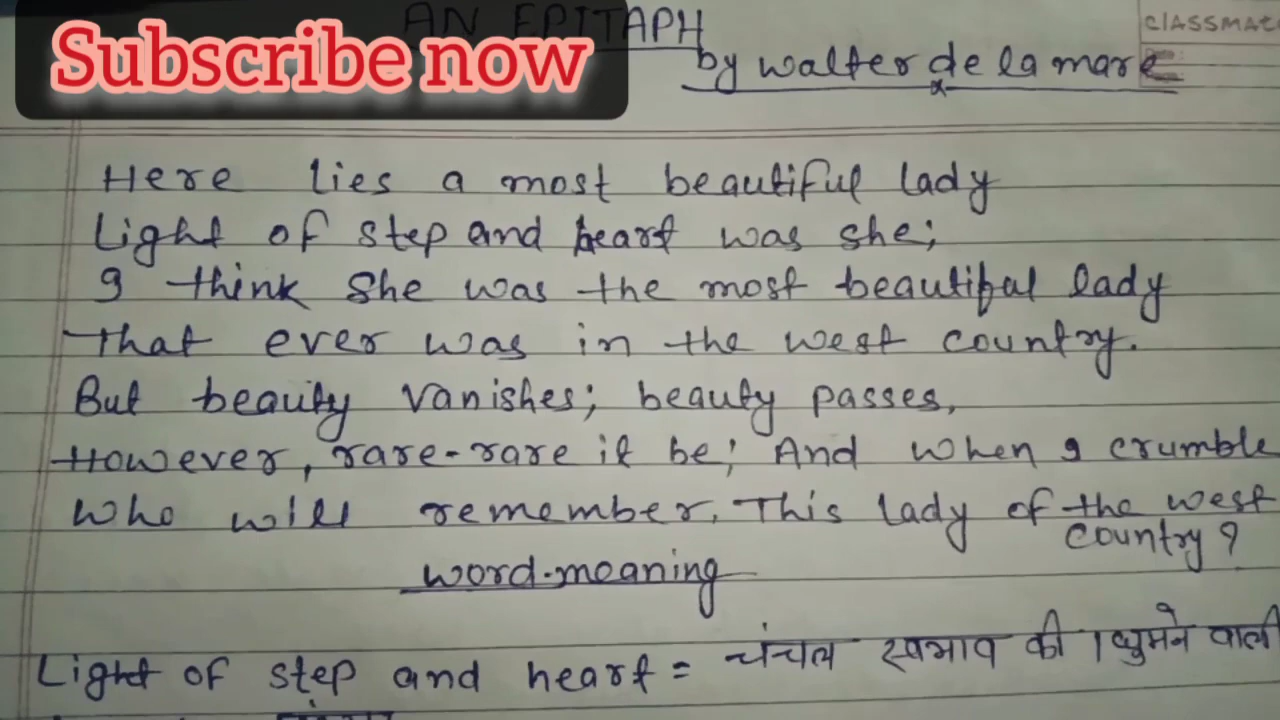 AN EPITAPH
Subscribe now
CLASSMAT
by walter de la mare
Here lies a most beautiful lady
Light of step and heart was she;
I think she was the most beautiful lady
That ever was in the west country.
But beauty vanishes; beauty passes,
However, rare-rare it be; And when I crumble
Who will remember. This lady of the west
country?
word-meaning
Light of step and heart = चंचल स्वभाव की । घुमने वाली